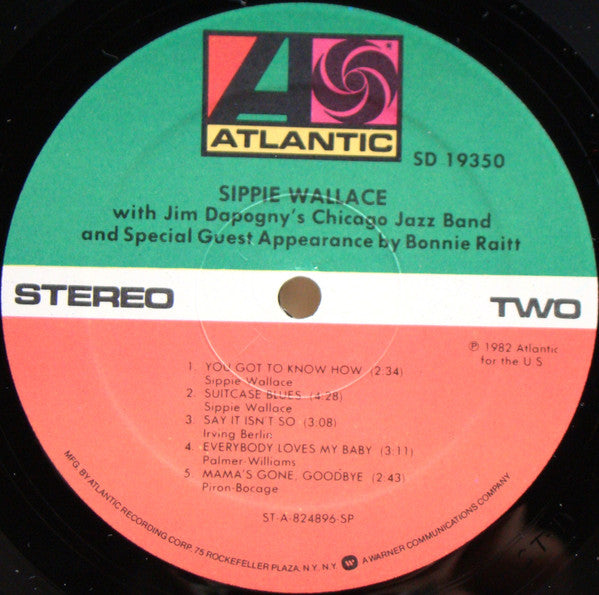 ATLANTIC
SD 19350
SIPPIE WALLACE
with Jim Dapogny's Chicago Jazz Band
and Special Guest Appearance by Bonnie Raitt
STEREO
TWO
℗ 1982 Atlantic
for the U S
1. YOU GOT TO KNOW HOW (2:34)
Sippie Wallace
2. SUITCASE BLUES (4:28)
Sippie Wallace
3. SAY IT ISN'T SO (3:08)
Irving Berlin
4. EVERYBODY LOVES MY BABY (3:11)
Palmer-Williams
5. MAMA'S GONE, GOODBYE (2:43)
Piron-Bocage
ST-A-824896-SP
MFG. BY ATLANTIC RECORDING CORP. 75 ROCKEFELLER PLAZA, N.Y. N.Y. A WARNER COMMUNICATIONS COMPANY